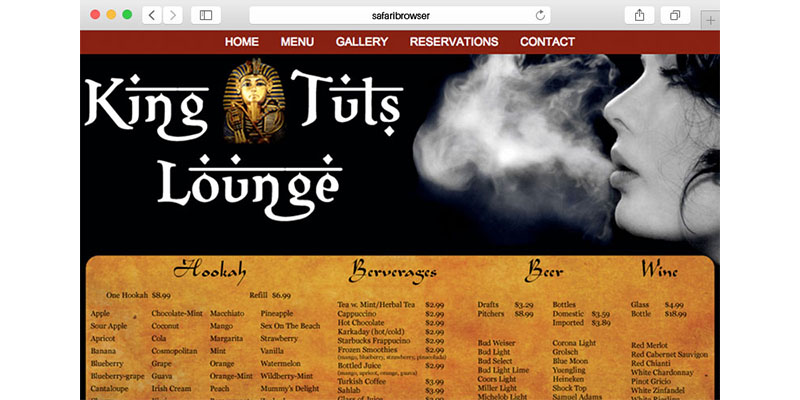 safaribrowser
HOME MENU GALLERY RESERVATIONS CONTACT
King Tuts
Lounge
Hookah
One Hookah $8.99 Refill $6.99
Apple Chocolate-Mint Macchiato Pineapple
Sour Apple Coconut Mango Sex On The Beach
Apricot Cola Margarita Strawberry
Banana Cosmopolitan Mint Vanilla
Blueberry Grape Orange Watermelon
Blueberry-grape Guava Orange-Mint Wildberry-Mint
Cantaloupe Irish Cream Peach Mummy's Delight
Berverages
Tea w. Mint/Herbal Tea $2.99
Cappuccino $2.99
Hot Chocolate $2.99
Karkaday (hot/cold) $2.99
Starbucks Frappuccino $2.99
Frozen Smoothies $2.99
(mango, blueberry, strawberry, pinacolada)
Bottled Juice $2.99
(mango, apricot, orange, guava)
Turkish Coffee $3.99
Sahlab $3.99
Glass of Juice $2.99
Beer
Drafts $3.29 Bottles
Pitchers $8.99 Domestic $3.59
Imported $3.89
Bud Weiser Corona Light
Bud Light Grolsch
Bud Select Blue Moon
Bud Light Lime Yuengling
Coors Light Heineken
Miller Light Shock Top
Michelob Light Samuel Adams
Wine
Glass $4.99
Bottle $18.99
Red Merlot
Red Cabernet Sauvignon
Red Chianti
White Chardonnay
Pinot Gricio
White Zinfandel
White Riesling